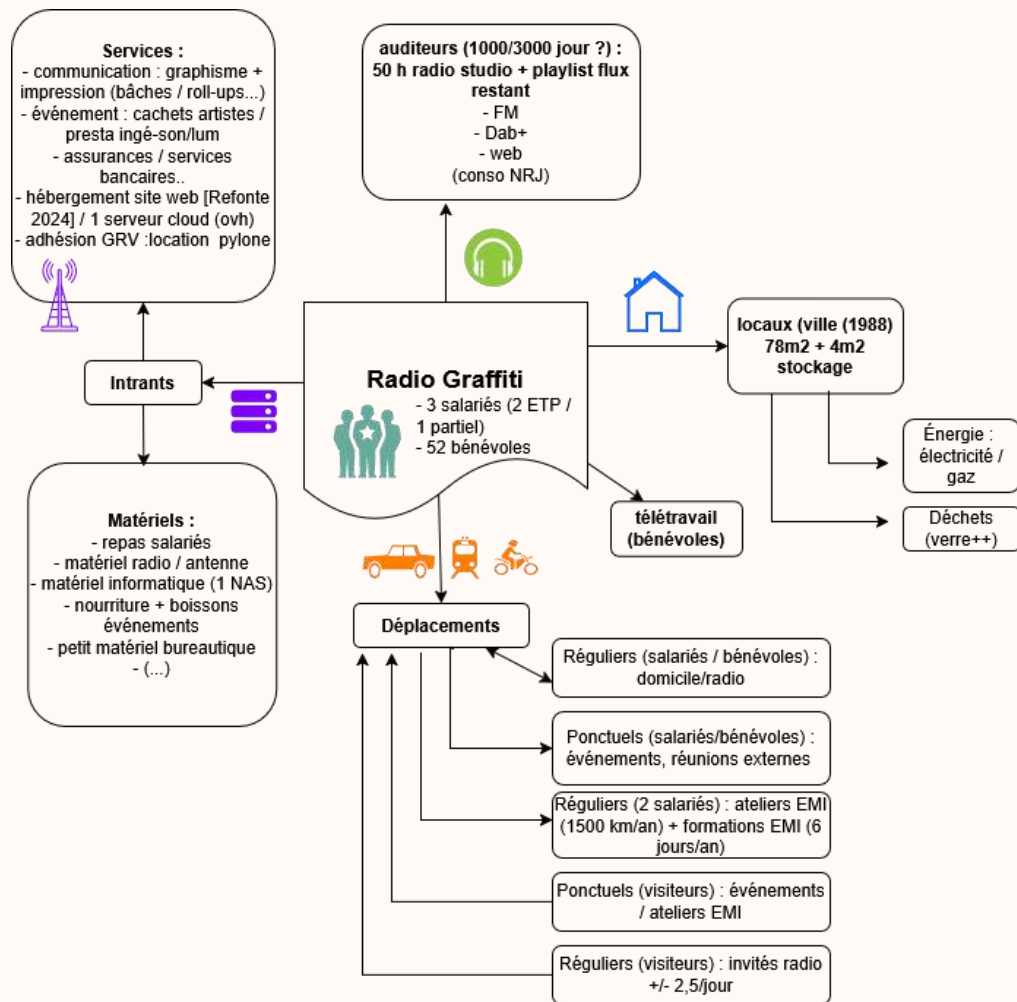 Services :
- communication : graphisme +
impression (bâches / roll-ups...)
- événement : cachets artistes /
presta ingé-son/lum
- assurances / services
bancaires..
- hébergement site web [Refonte
2024] / 1 serveur cloud (ovh)
- adhésion GRV :location pylone
auditeurs (1000/3000 jour ?) :
50 h radio studio + playlist flux
restant
- FM
- Dab+
- web
(conso NRJ)
Intrants
Radio Graffiti
- 3 salariés (2 ETP /
1 partiel)
- 52 bénévoles
locaux (ville (1988)
78m2 + 4m2
stockage
Énergie :
électricité /
gaz
Déchets
(verre++)
télétravail
(bénévoles)
Matériels :
- repas salariés
- matériel radio / antenne
- matériel informatique (1 NAS)
- nourriture + boissons
événements
- petit matériel bureautique
- (...)
Déplacements
Réguliers (salariés / bénévoles) :
domicile/radio
Ponctuels (salariés/bénévoles) :
événements, réunions externes
Réguliers (2 salariés) : ateliers EMI
(1500 km/an) + formations EMI (6
jours/an)
Ponctuels (visiteurs) : événements
/ ateliers EMI
Réguliers (visiteurs) : invités radio
+/- 2,5/jour